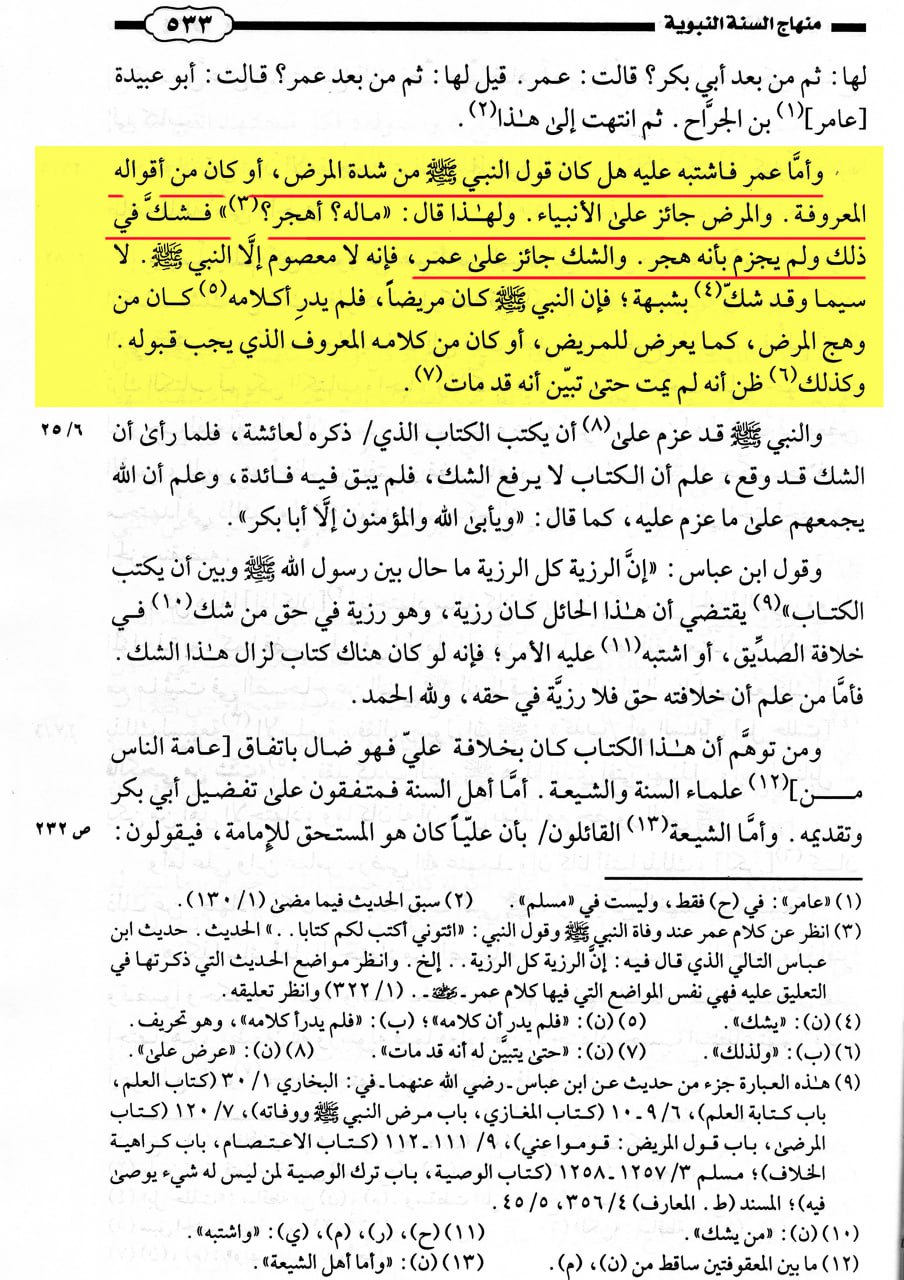 منهاج السنة النبوية ٥٣٣
لها: ثم من بعد أبي بكر؟ قالت: عمر. قيل لها: ثم من بعد عمر؟ قالت: أبو عبيدة
[عامر](١) بن الجرَّاح. ثم انتهت إلىٰ هـٰذا(٢).
وأمَّا عمر فاشتبه عليه هل كان قول النبي ﷺ من شدة المرض، أو كان من أقواله
المعروفة. والمرض جائز علىٰ الأنبياء. ولهـٰذا قال: «ماله؟ أهجر؟(٣)» فشكَّ في
ذلك ولم يجزم بأنه هجر. والشك جائز علىٰ عمر، فإنه لا معصوم إلَّا النبي ﷺ. لا
سيما وقد شكّ(٤) بشبهة؛ فإن النبي ﷺ كان مريضاً، فلم يدرِ أكلامه(٥) كان من
وهج المرض، كما يعرض للمريض، أو كان من كلامه المعروف الذي يجب قبوله.
وكذلك(٦) ظن أنه لم يمت حتىٰ تبيّن أنه قد مات(٧)
والنبي ﷺ قد عزم علىٰ(٨) أن يكتب الكتاب الذي/ ذكره لعائشة، فلما رأىٰ أن ٢٥/٦
الشك قد وقع، علم أن الكتاب لا يرفع الشك، فلم يبق فيه فائدة، وعلم أن الله
يجمعهم علىٰ ما عزم عليه، كما قال: «ويأبىٰ الله والمؤمنون إلَّا أبا بكر».
وقول ابن عباس: «إنَّ الرزية كل الرزية ما حال بين رسول الله ﷺ وبين أن يكتب
الكتاب»(٩) يقتضي أن هـٰذا الحائل كان رزية، وهو رزية في حق من شك(١٠) في
خلافة الصدِّيق، أو اشتبه(١١) عليه الأمر؛ فإنه لو كان هناك كتاب لزال هـٰذا الشك.
فأمَّا من علم أن خلافته حق فلا رزيَّة في حقه، ولله الحمد.
ومن توهَّم أن هـٰذا الكتاب كان بخلافة عليّ فهو ضال باتفاق [عامة الناس
مـــن](١٢) علماء السنة والشيعة. أمَّا أهل السنة فمتفقون علىٰ تفضيل أبي بكر
وتقديمه. وأمَّا الشيعة(١٣) القائلون/ بأن عليّاً كان هو المستحق للإمامة، فيقولون: ص ٢٣٢
(١) «عامر»: في (ح) فقط، وليست في «مسلم». (٢) سبق الحديث فيما مضىٰ (١/ ١٣٠).
(٣) انظر عن كلام عمر عند وفاة النبي ﷺ وقول النبي: «ائتوني أكتب لكم كتابا..» الحديث. حديث ابن
عباس التالي الذي قال فيه: إنَّ الرزية كل الرزية.. إلخ. وانظر مواضع الحديث التي ذكرتها في
التعليق عليه فهي نفس المواضع التي فيها كلام عمر ـ رضي الله عنه ـ. (١/ ٣٢٢) وانظر تعليقه.
(٤) (ن): «يشك». (٥) (ن): «فلم يدر أن كلامه»؛ (ب): «فلم يدرأ كلامه»، وهو تحريف.
(٦) (ب): «ولذلك». (٧) (ن): «حتىٰ يتبيَّن له أنه قد مات». (٨) (ن): «عرض علىٰ».
(٩) هـٰذه العبارة جزء من حديث عن ابن عباس ـ رضي الله عنهما ـ في: البخاري ١/ ٣٠ (كتاب العلم،
باب كتابة العلم)، ٦/ ٩ ـ ١٠ (كتاب المغازي، باب مرض النبي ﷺ ووفاته)، ٧/ ١٢٠ (كتاب
المرضىٰ، باب قول المريض: قوموا عني)، ٩/ ١١١ ـ ١١٢ (كتاب الاعتصام، باب كراهية
الخلاف)؛ مسلم ٣/ ١٢٥٧ ـ ١٢٥٨ (كتاب الوصية، باب ترك الوصية لمن ليس له شيء يوصىٰ
فيه)؛ المسند (ط. المعارف) ٤/ ٣٥٦، ٥/ ٤٥.
(١٠) (ن): «من يشك». (١١) (ح)، (ر)، (م)، (ي): «واشتبه».
(١٢) ما بين المعقوفتين ساقط من (ن)، (م). (١٣) (ن): «وأما أهل الشيعة».